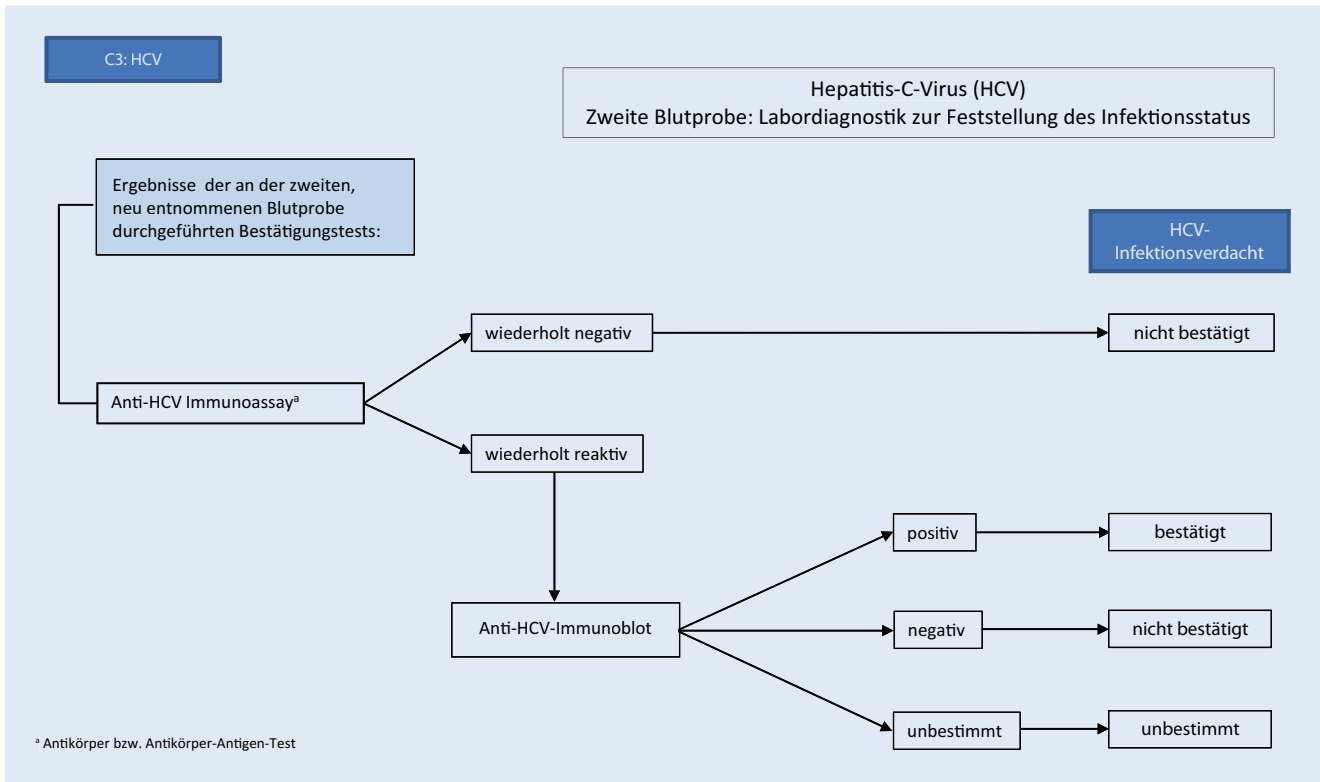 C3: HCV
Hepatitis-C-Virus (HCV)
Zweite Blutprobe: Labordiagnostik zur Feststellung des Infektionsstatus
Ergebnisse der an der zweiten,
neu entnommenen Blutprobe
durchgeführten Bestätigungstests:
HCV-
Infektionsverdacht
wiederholt negativ
nicht bestätigt
Anti-HCV Immunoassayᵃ
wiederholt reaktiv
positiv
bestätigt
Anti-HCV-Immunoblot
negativ
nicht bestätigt
unbestimmt
unbestimmt
ᵃ Antikörper bzw. Antikörper-Antigen-Test